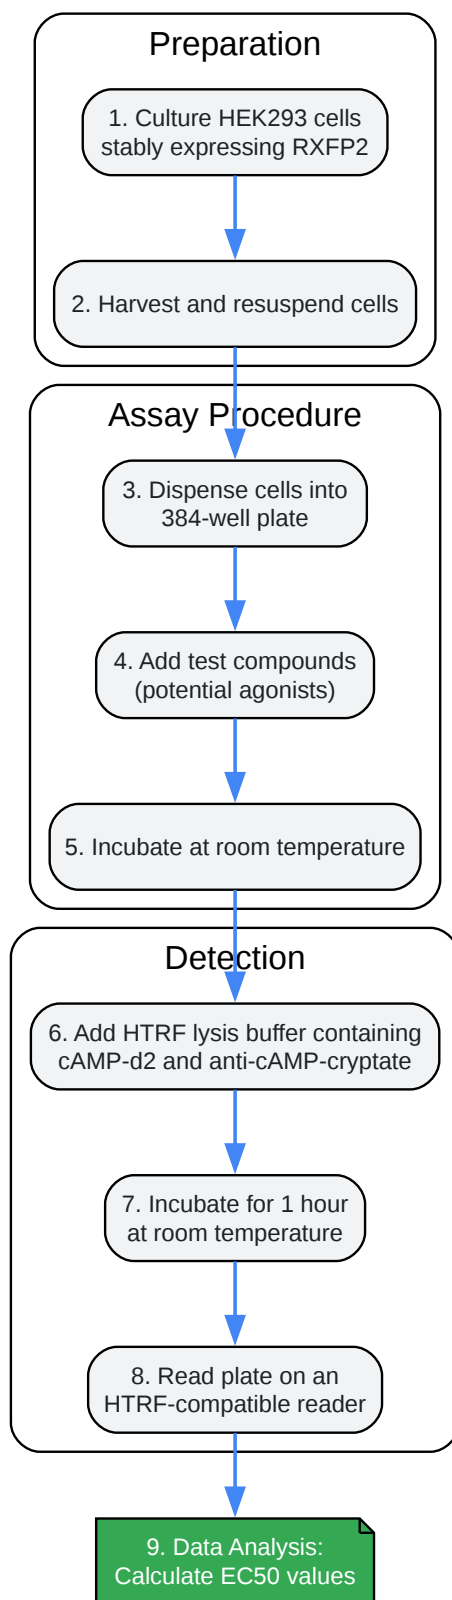 Preparation
1. Culture HEK293 cells
stably expressing RXFP2
2. Harvest and resuspend cells
Assay Procedure
3. Dispense cells into
384-well plate
4. Add test compounds
(potential agonists)
5. Incubate at room temperature
Detection
6. Add HTRF lysis buffer containing
cAMP-d2 and anti-cAMP-cryptate
7. Incubate for 1 hour
at room temperature
8. Read plate on an
HTRF-compatible reader
9. Data Analysis:
Calculate EC50 values